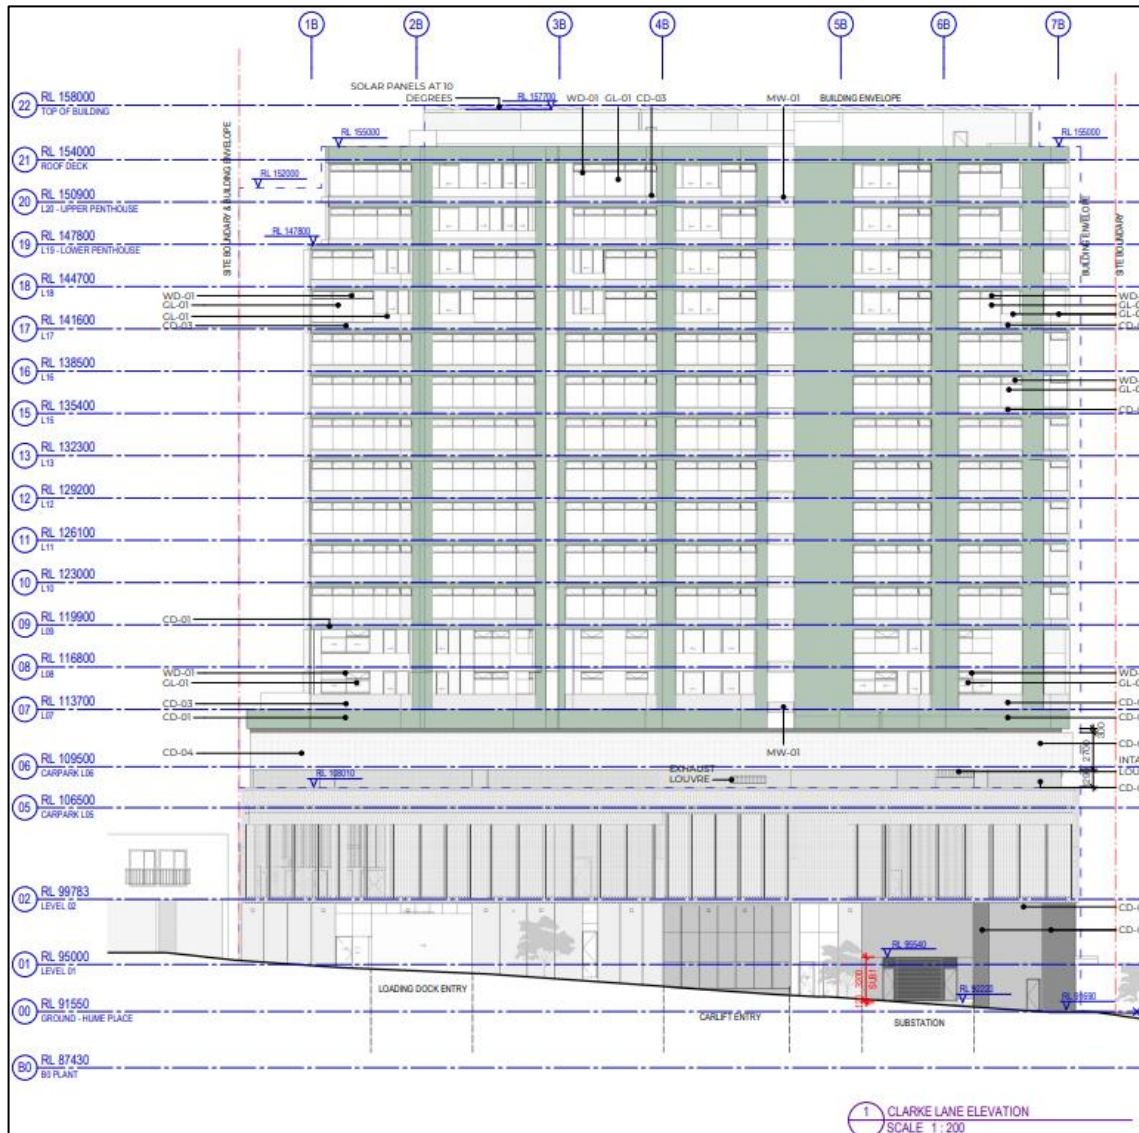 1B 2B 3B 4B 5B 6B 7B
SOLAR PANELS AT 10
DEGREES
RL 157700
WD-01 GL-01 CD-03
MW-01
BUILDING ENVELOPE
22 RL 158000
TOP OF BUILDING
RL 155000
RL 155000
21 RL 154000
ROOF DECK
RL 152000
20 RL 150900
L20 - UPPER PENTHOUSE
SITE BOUNDARY & BUILDING ENVELOPE
BUILDING ENVELOPE
SITE BOUNDARY
RL 147800
19 RL 147800
L19 - LOWER PENTHOUSE
18 RL 144700
L18
WD-01
GL-01
GL-01
CD-03
17 RL 141600
L17
16 RL 138500
L16
15 RL 135400
L15
13 RL 132300
L13
12 RL 129200
L12
11 RL 126100
L11
10 RL 123000
L10
CD-01
09 RL 119900
L09
08 RL 116800
L08
WD-01
GL-01
CD-03
07 RL 113700
L07
CD-01
CD-04
MW-01
300
2700
06 RL 109500
CARPARK L06
EXHAUST
LOUVRE
RL 108010
05 RL 106500
CARPARK L05
02 RL 99783
LEVEL 02
01 RL 95000
LEVEL 01
RL 95540
3200
SUB1
00 RL 91550
GROUND - HUME PLACE
LOADING DOCK ENTRY
CARLIFT ENTRY
SUBSTATION
B0 RL 87430
B0 PLANT
1 CLARKE LANE ELEVATION
SCALE 1 : 200